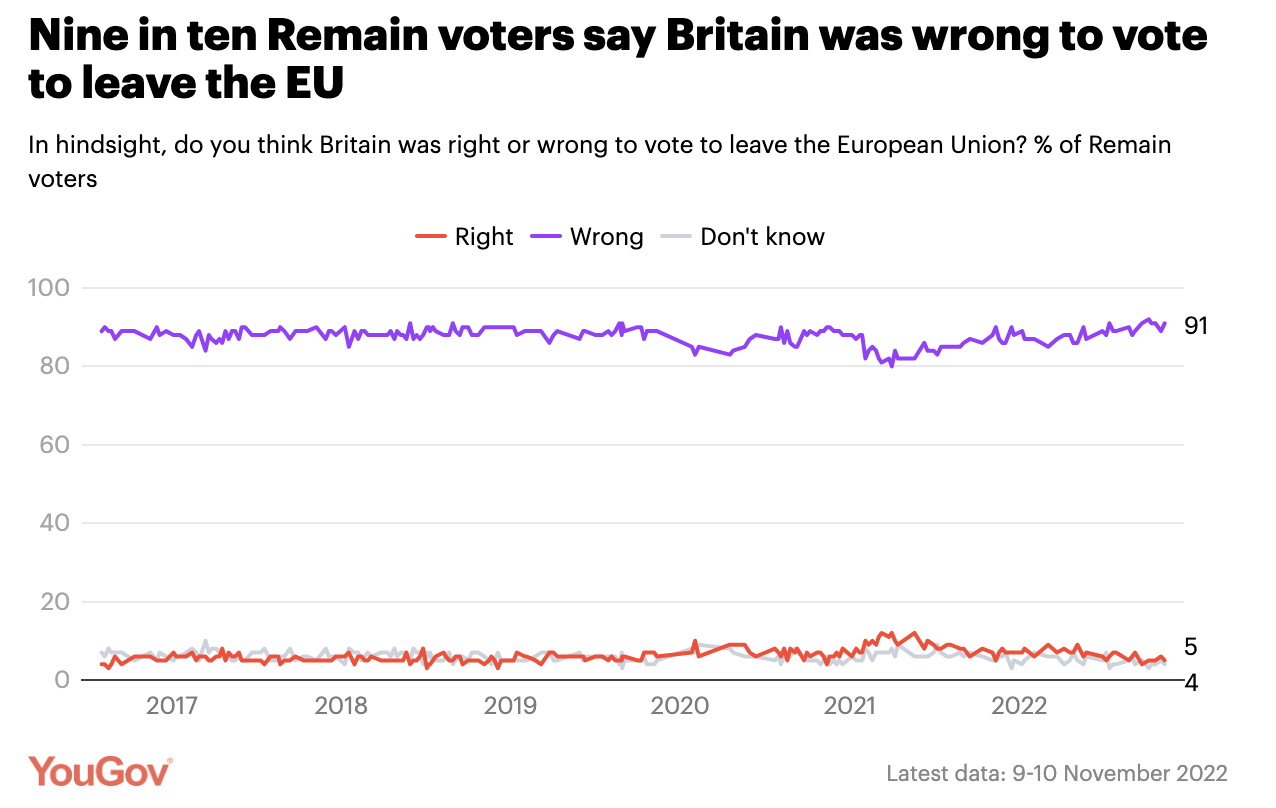 Nine in ten Remain voters say Britain was wrong to vote
to leave the EU
In hindsight, do you think Britain was right or wrong to vote to leave the European Union? % of Remain
voters
Right Wrong Don't know
100
91
80
60
40
20
5
0
4
2017 2018 2019 2020 2021 2022
YouGov®
Latest data: 9-10 November 2022